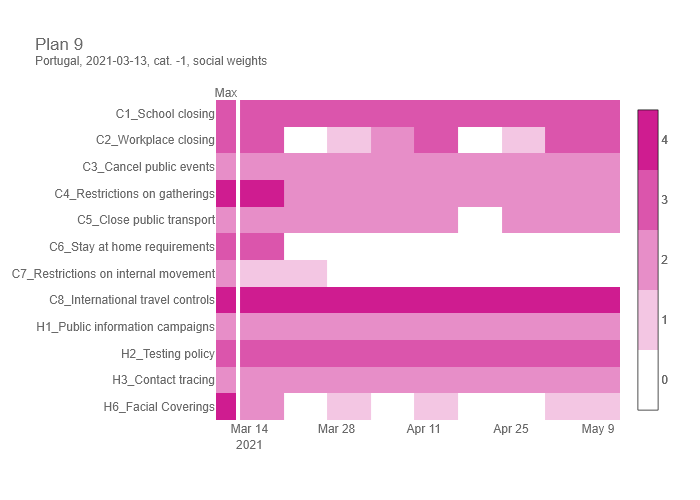 Plan 9
Portugal, 2021-03-13, cat. -1, social weights
Max
C1_School closing
C2_Workplace closing
C3_Cancel public events
C4_Restrictions on gatherings
C5_Close public transport
C6_Stay at home requirements
C7_Restrictions on internal movement
C8_International travel controls
H1_Public information campaigns
H2_Testing policy
H3_Contact tracing
H6_Facial Coverings
Mar 14 Mar 28 Apr 11 Apr 25 May 9
2021
4
3
2
1
0